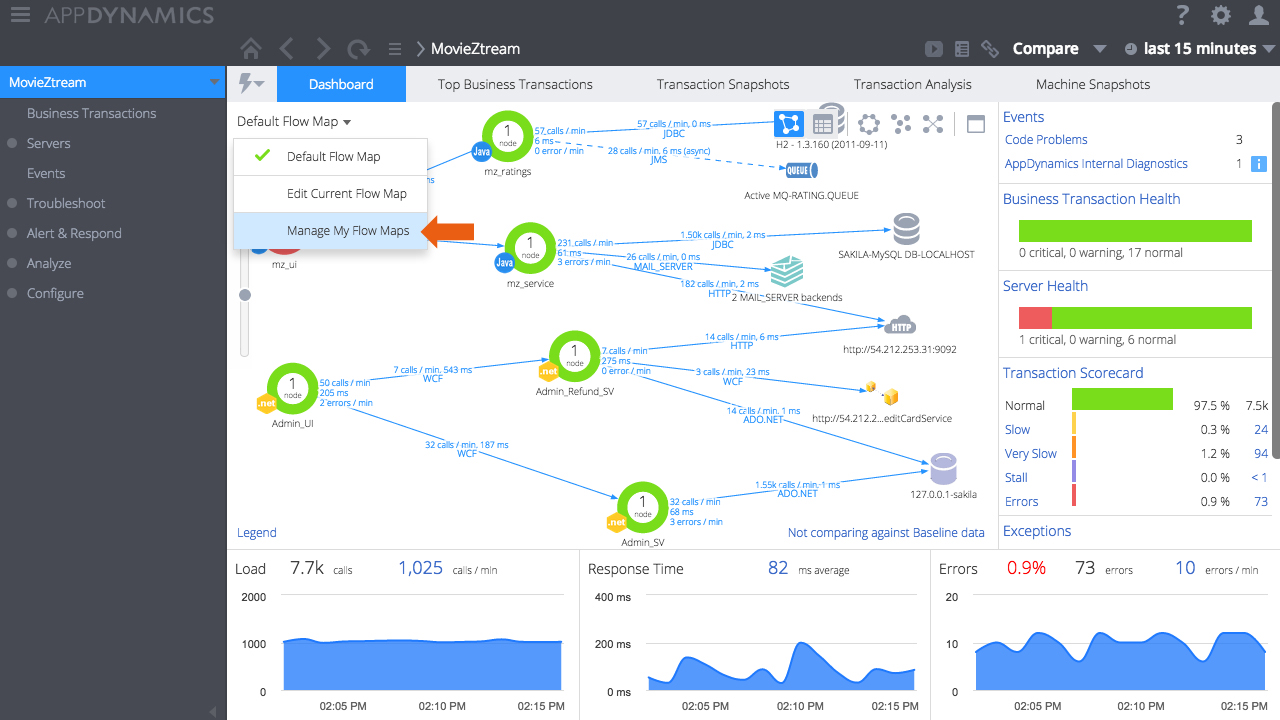 APPDYNAMICS
?
MovieZtream
Compare
last 15 minutes
MovieZtream
Business Transactions
Servers
Events
Troubleshoot
Alert & Respond
Analyze
Configure
Dashboard
Top Business Transactions
Transaction Snapshots
Transaction Analysis
Machine Snapshots
Default Flow Map
Default Flow Map
Edit Current Flow Map
Manage My Flow Maps
1
node
Java
mz_ratings
57 calls / min
6 ms
0 error / min
57 calls / min, 0 ms
JDBC
28 calls / min, 6 ms (async)
JMS
H2 - 1.3.160 (2011-09-11)
QUEUE
Active MQ-RATING.QUEUE
ms
mz_ui
1
node
Java
mz_service
231 calls / min
61 ms
3 errors / min
1.50k calls / min, 2 ms
JDBC
26 calls / min, 0 ms
MAIL_SERVER
182 calls / min, 2 ms
HTTP
SAKILA-MySQL DB-LOCALHOST
2 MAIL_SERVER backends
HTTP
http://54.212.253.31:9092
1
node
.net
Admin_Refund_SV
7 calls / min
275 ms
0 error / min
14 calls / min, 6 ms
HTTP
3 calls / min, 23 ms
WCF
14 calls / min, 1 ms
ADO.NET
http://54.212.2...editCardService
1
node
.net
Admin_UI
50 calls / min
205 ms
2 errors / min
7 calls / min, 543 ms
WCF
32 calls / min, 187 ms
WCF
1
node
.net
Admin_SV
32 calls / min
68 ms
3 errors / min
1.55k calls / min, 1 ms
ADO.NET
127.0.0.1-sakila
Legend
Not comparing against Baseline data
Events
Code Problems 3
AppDynamics Internal Diagnostics 1 i
Business Transaction Health
0 critical, 0 warning, 17 normal
Server Health
1 critical, 0 warning, 6 normal
Transaction Scorecard
Normal 97.5 % 7.5k
Slow 0.3 % 24
Very Slow 1.2 % 94
Stall 0.0 % < 1
Errors 0.9 % 73
Exceptions
Load 7.7k calls 1,025 calls / min
2000
1000
0
02:05 PM 02:10 PM 02:15 PM
Response Time 82 ms average
400 ms
200 ms
0 ms
02:05 PM 02:10 PM 02:15 PM
Errors 0.9% 73 errors 10 errors / min
20
10
0
02:05 PM 02:10 PM 02:15 PM